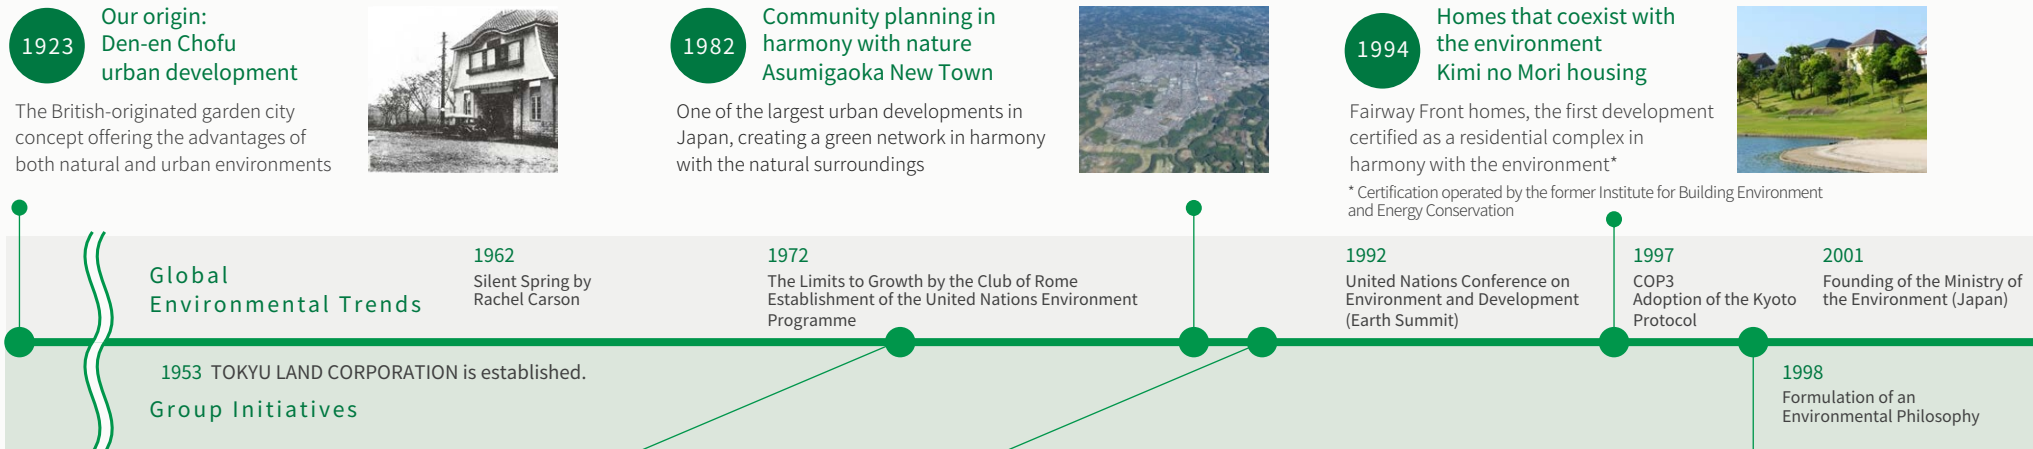 1923
Our origin:
Den-en Chofu
urban development
The British-originated garden city
concept offering the advantages of
both natural and urban environments
1982
Community planning in
harmony with nature
Asumigaoka New Town
One of the largest urban developments in
Japan, creating a green network in harmony
with the natural surroundings
1994
Homes that coexist with
the environment
Kimi no Mori housing
Fairway Front homes, the first development
certified as a residential complex in
harmony with the environment*
* Certification operated by the former Institute for Building Environment
and Energy Conservation
Global
Environmental Trends
1962
Silent Spring by
Rachel Carson
1972
The Limits to Growth by the Club of Rome
Establishment of the United Nations Environment
Programme
1992
United Nations Conference on
Environment and Development
(Earth Summit)
1997
COP3
Adoption of the Kyoto
Protocol
2001
Founding of the Ministry of
the Environment (Japan)
1953 TOKYU LAND CORPORATION is established.
Group Initiatives
1998
Formulation of an
Environmental Philosophy